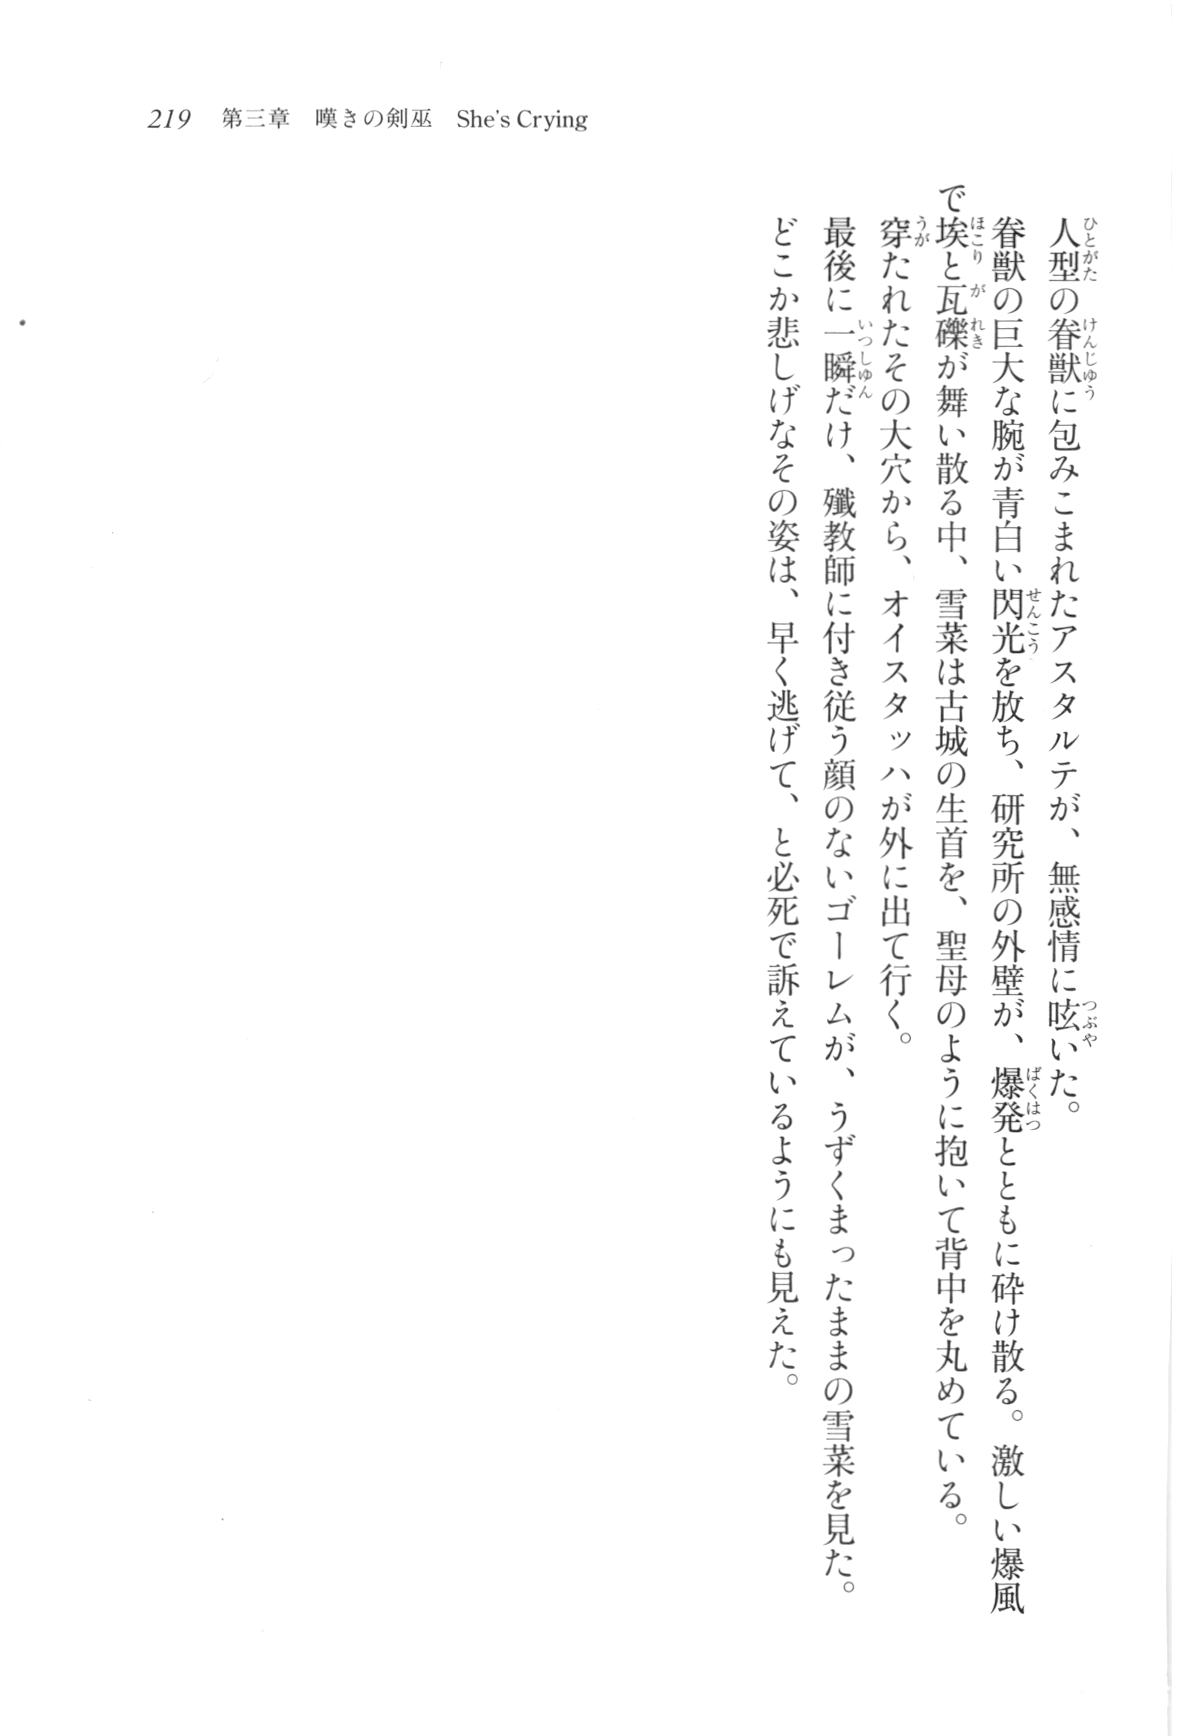 219 第三章 嘆きの剣巫 She's Crying
人型の眷獣に包みこまれたアスタルテが、無感情に呟いた。
眷獣の巨大な腕が青白い閃光を放ち、研究所の外壁が、爆発とともに砕け散る。激しい爆風
で埃と瓦礫が舞い散る中、雪菜は古城の生首を、聖母のように抱いて背中を丸めている。
穿たれたその大穴から、オイスタッハが外に出て行く。
最後に一瞬だけ、殲教師に付き従う顔のないゴーレムが、うずくまったままの雪菜を見た。
どこか悲しげなその姿は、早く逃げて、と必死で訴えているようにも見えた。